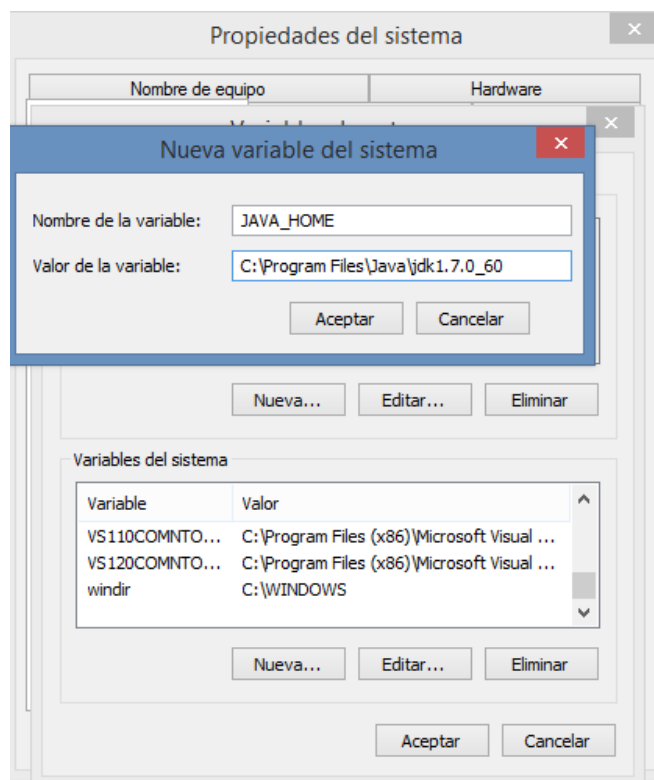 Propiedades del sistema
Nombre de equipo Hardware
Nueva variable del sistema
Nombre de la variable: JAVA_HOME
Valor de la variable: C:\Program Files\Java\jdk1.7.0_60
Aceptar Cancelar
Nueva... Editar... Eliminar
Variables del sistema
Variable Valor
VS110COMNTO... C:\Program Files (x86)\Microsoft Visual ...
VS120COMNTO... C:\Program Files (x86)\Microsoft Visual ...
windir C:\WINDOWS
Nueva... Editar... Eliminar
Aceptar Cancelar